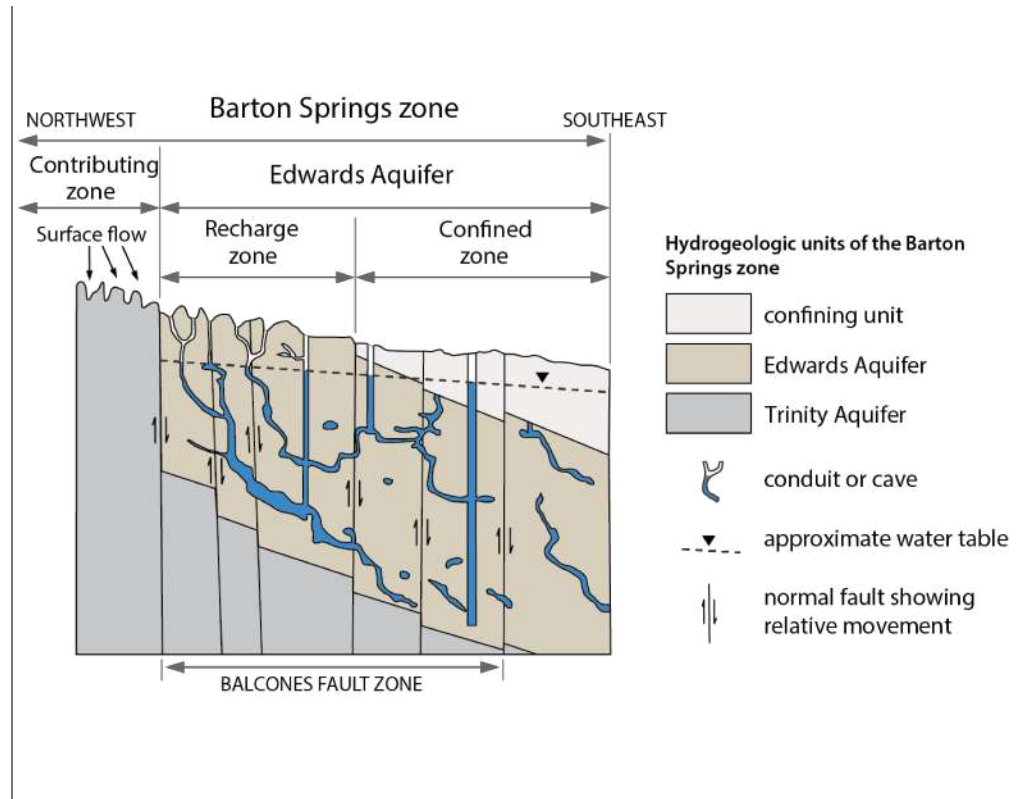 Barton Springs zone
NORTHWEST
SOUTHEAST
Contributing
zone
Edwards Aquifer
Surface flow
Recharge
zone
Confined
zone
BALCONES FAULT ZONE
Hydrogeologic units of the Barton
Springs zone
confining unit
Edwards Aquifer
Trinity Aquifer
conduit or cave
approximate water table
normal fault showing
relative movement